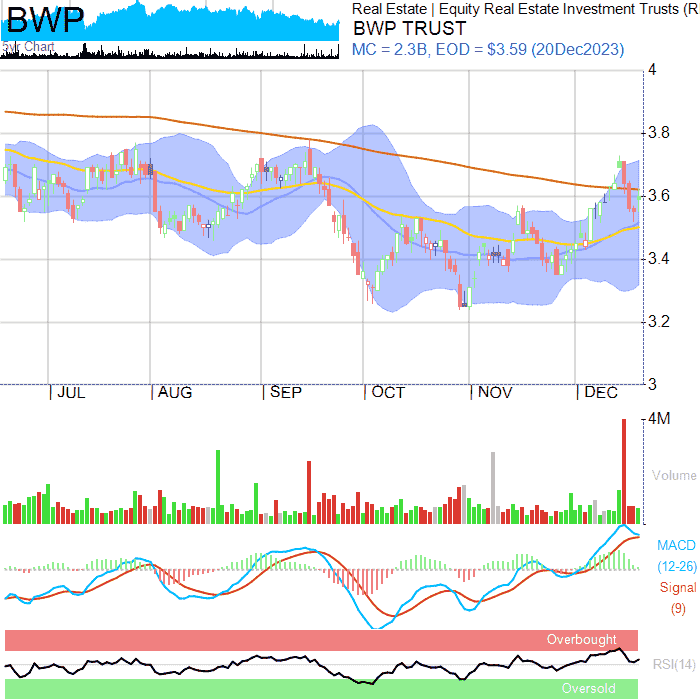 BWP
5yr Chart
Real Estate | Equity Real Estate Investment Trusts (R
BWP TRUST
MC = 2.3B, EOD = $3.59 (20Dec2023)
4
3.8
3.6
3.4
3.2
3
| JUL | AUG | SEP | OCT | NOV | DEC
4M
Volume
MACD
(12-26)
Signal
(9)
Overbought
RSI(14)
Oversold